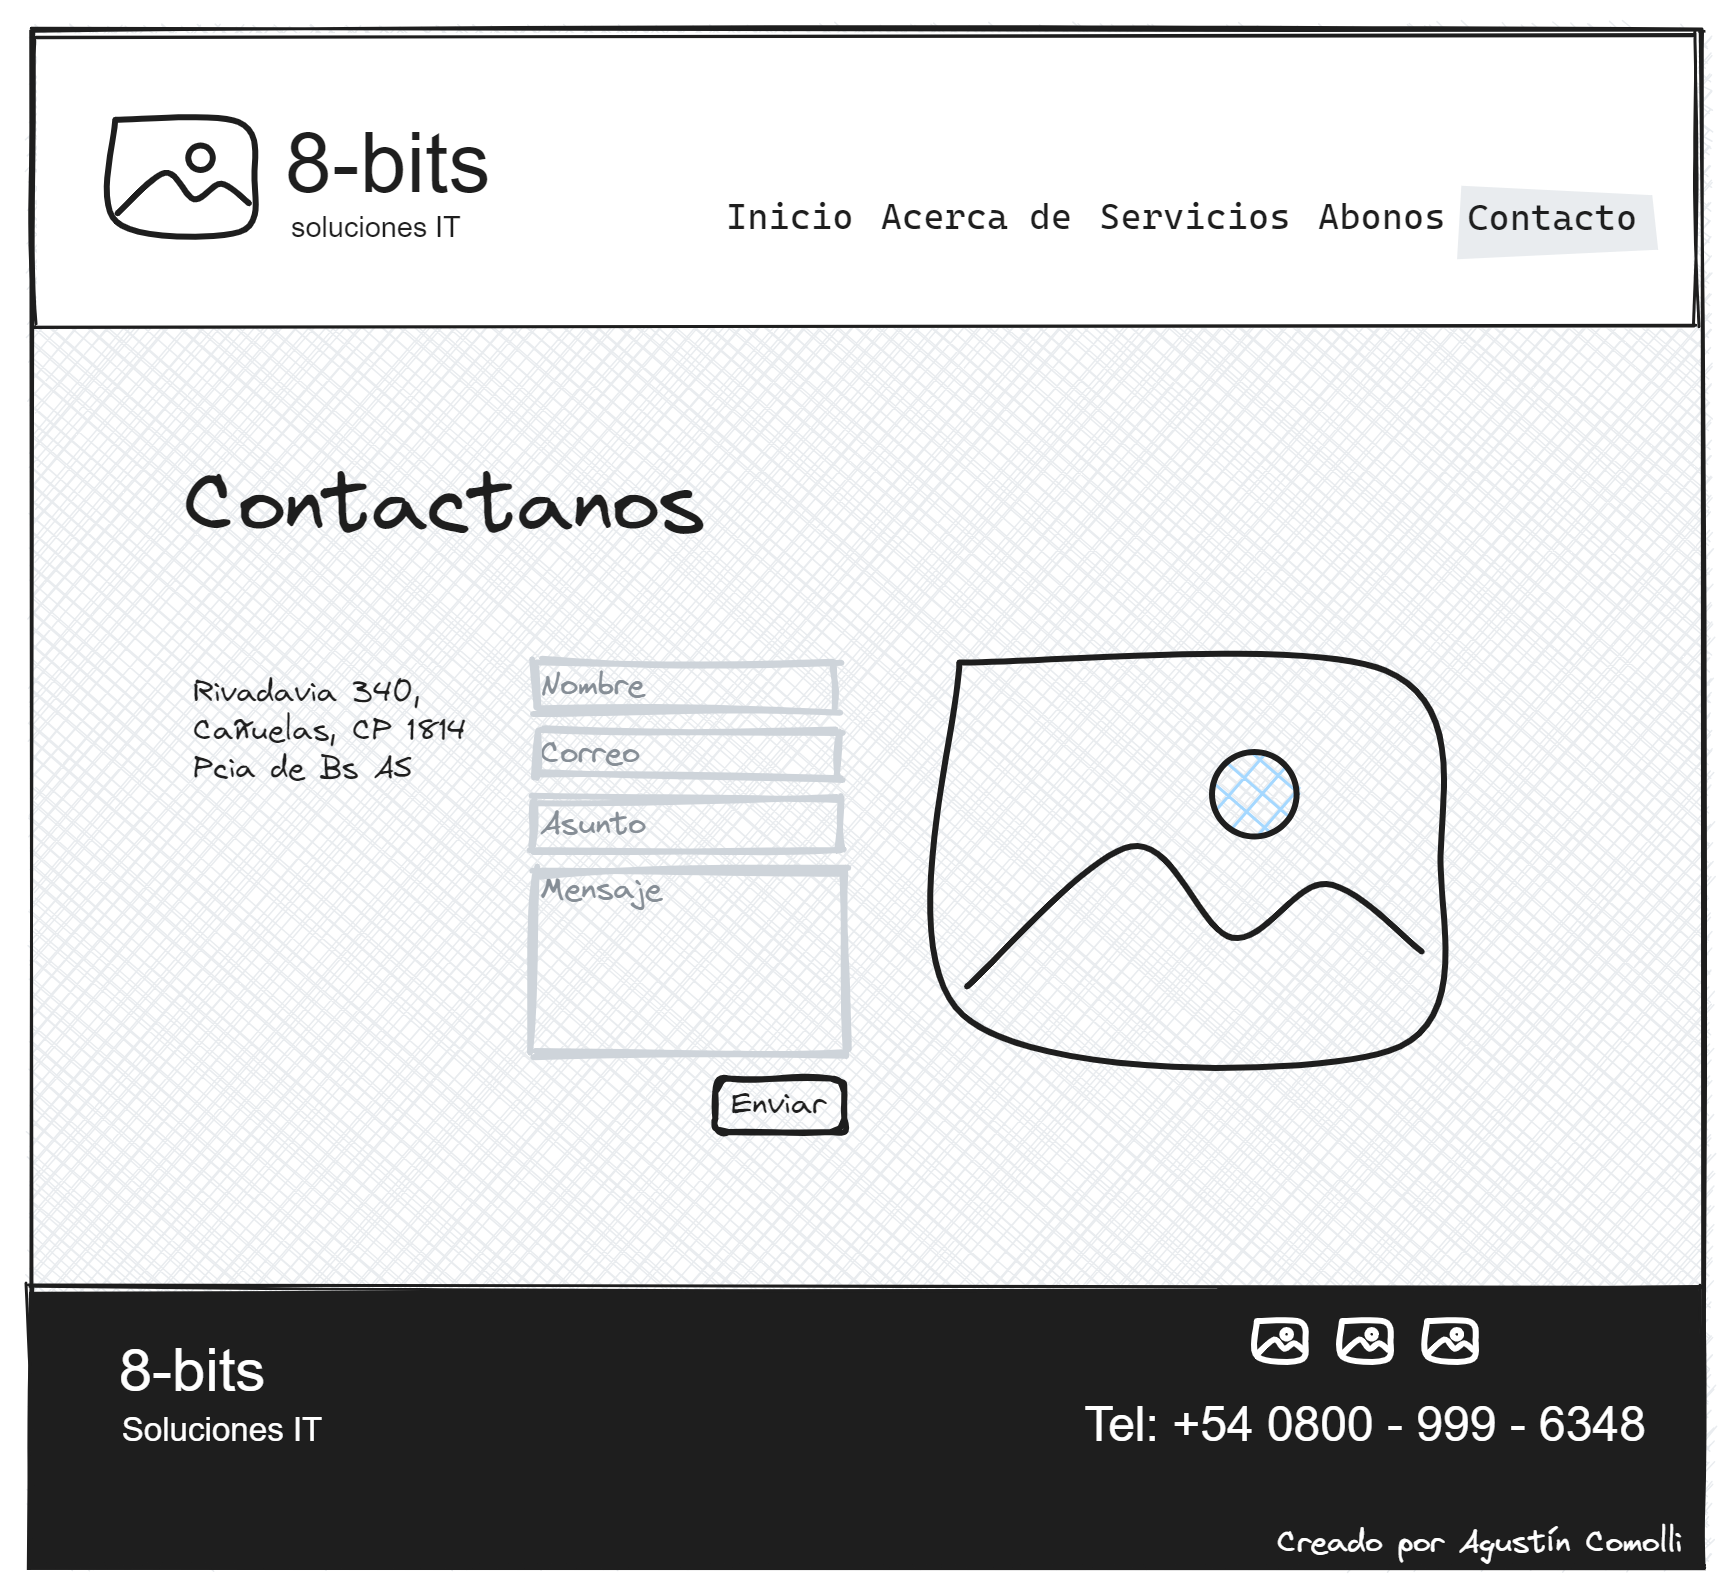 8-bits
soluciones IT
Inicio Acerca de Servicios Abonos Contacto
Contactanos
Rivadavia 340,
Cañuelas, CP 1814
Pcia de Bs AS
Nombre
Correo
Asunto
Mensaje
Enviar
8-bits
Soluciones IT
Tel: +54 0800 - 999 - 6348
Creado por Agustín Comolli